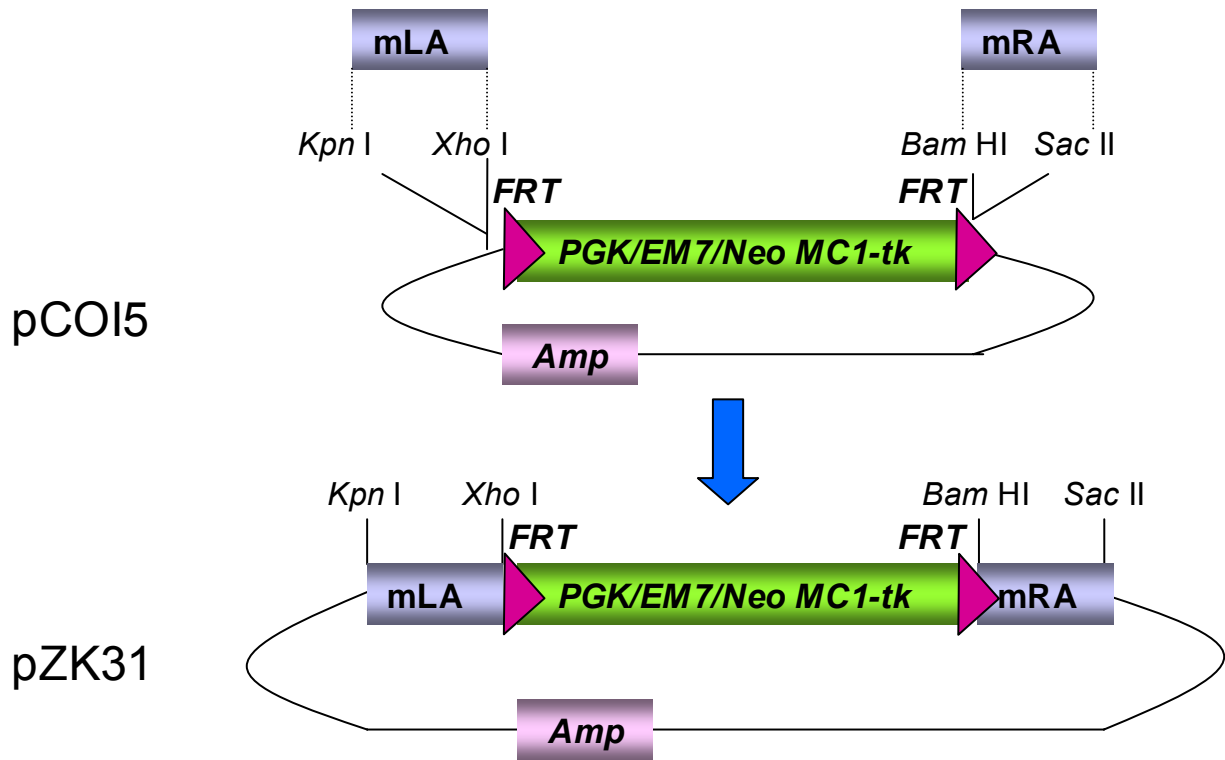 mLA mRA
Kpn I Xho I Bam HI Sac II
FRT FRT
PGK/EM7/Neo MC1-tk
pCOI5
Amp
Kpn I Xho I Bam HI Sac II
FRT FRT
mLA PGK/EM7/Neo MC1-tk mRA
pZK31
Amp